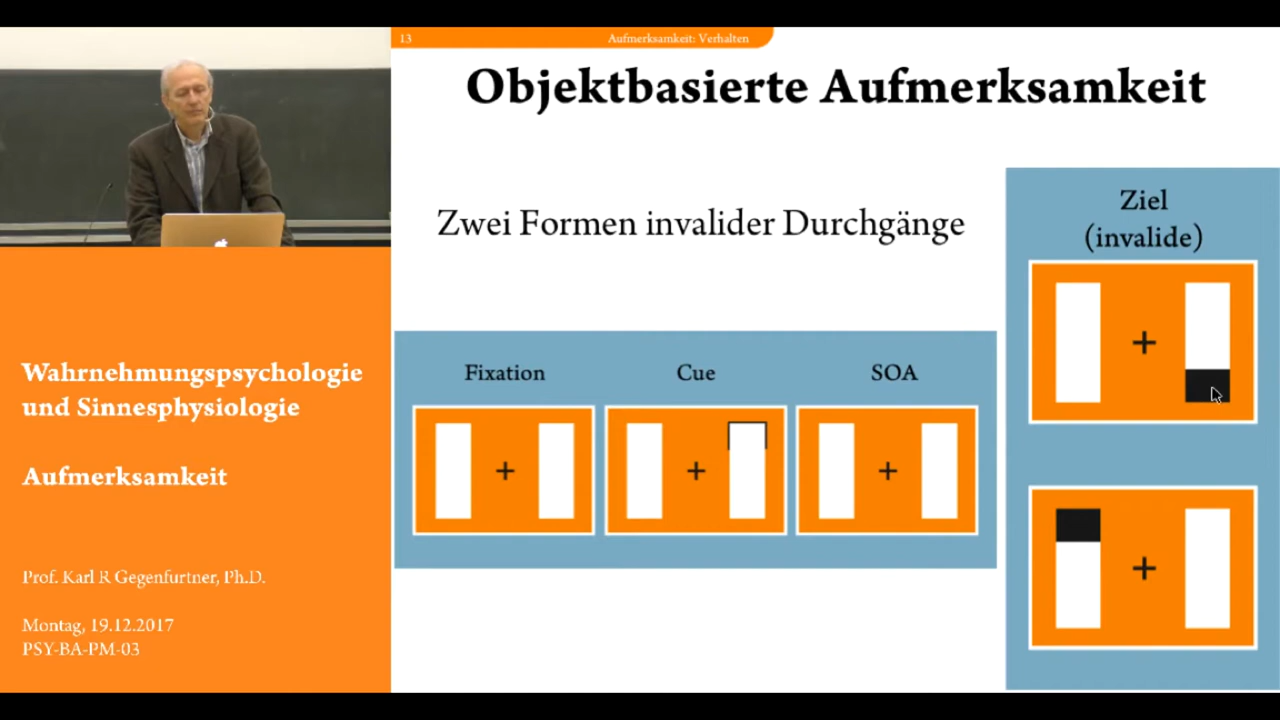 13
Aufmerksamkeit: Verhalten
Objektbasierte Aufmerksamkeit
Zwei Formen invalider Durchgänge
Fixation
Cue
SOA
Ziel
(invalide)
Wahrnehmungspsychologie
und Sinnesphysiologie
Aufmerksamkeit
Prof. Karl R Gegenfurtner, Ph.D.
Montag, 19.12.2017
PSY-BA-PM-03